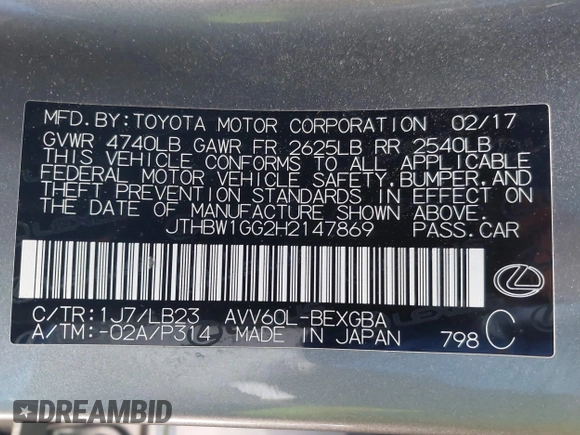 MFD.BY:TOYOTA MOTOR CORPORATION 02/17
GVWR 4740LB GAWR FR 2625LB RR 2540LB
THIS VEHICLE CONFORMS TO ALL APPLICABLE
FEDERAL MOTOR VEHICLE SAFETY, BUMPER, AND
THEFT PREVENTION STANDARDS IN EFFECT ON
THE DATE OF MANUFACTURE SHOWN ABOVE.
JTHBW1GG2H2147869 PASS.CAR
C/TR:1J7/LB23 AVV60L-BEXGBA
A/TM:-02A/P314 MADE IN JAPAN 798 C
DREAMBID